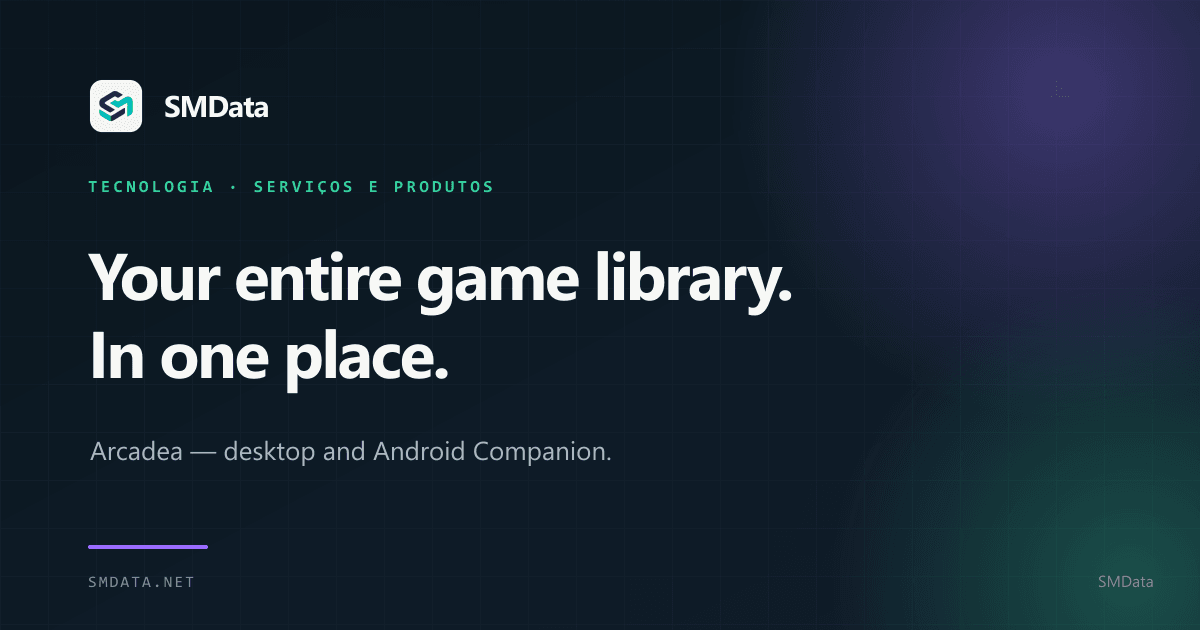 SMData
TECNOLOGIA · SERVIÇOS E PRODUTOS
Your entire game library.
In one place.
Arcadea — desktop and Android Companion.
SMDATA.NET
SMData